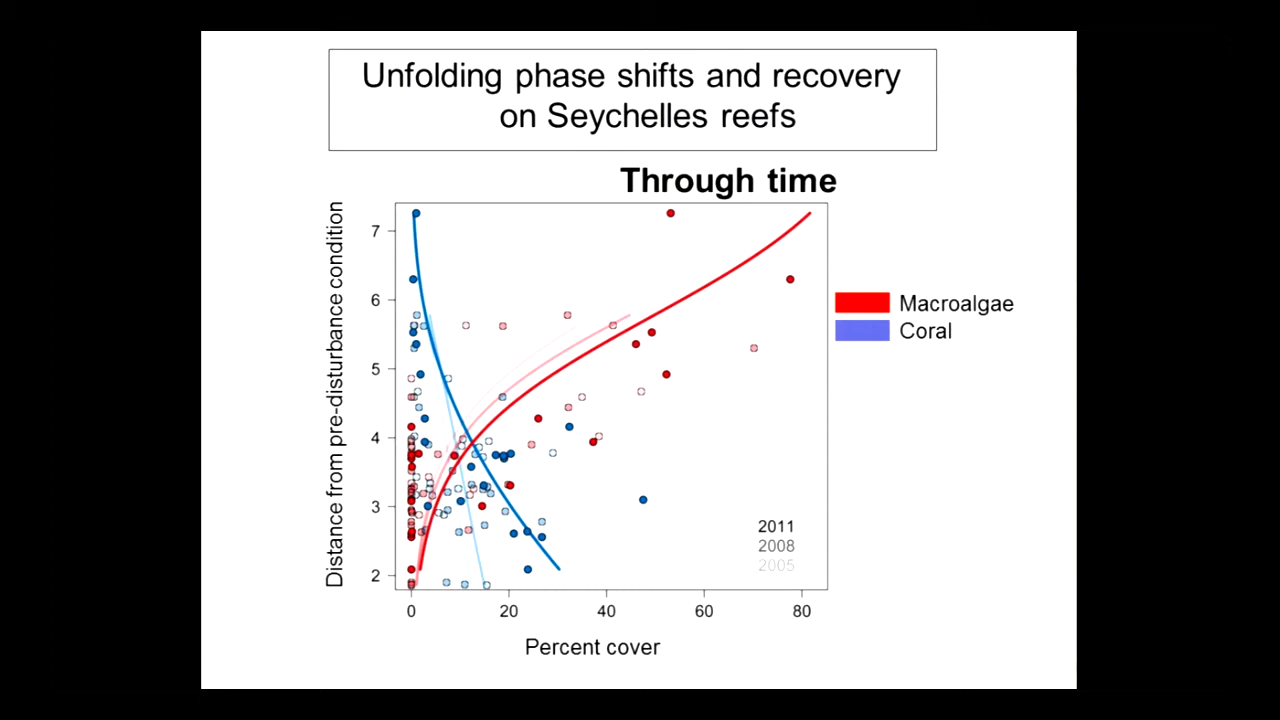 Unfolding phase shifts and recovery
on Seychelles reefs
Through time
Distance from pre-disturbance condition
7
6
5
4
3
2
0
20
40
60
80
Percent cover
Macroalgae
Coral
2011
2008
2005